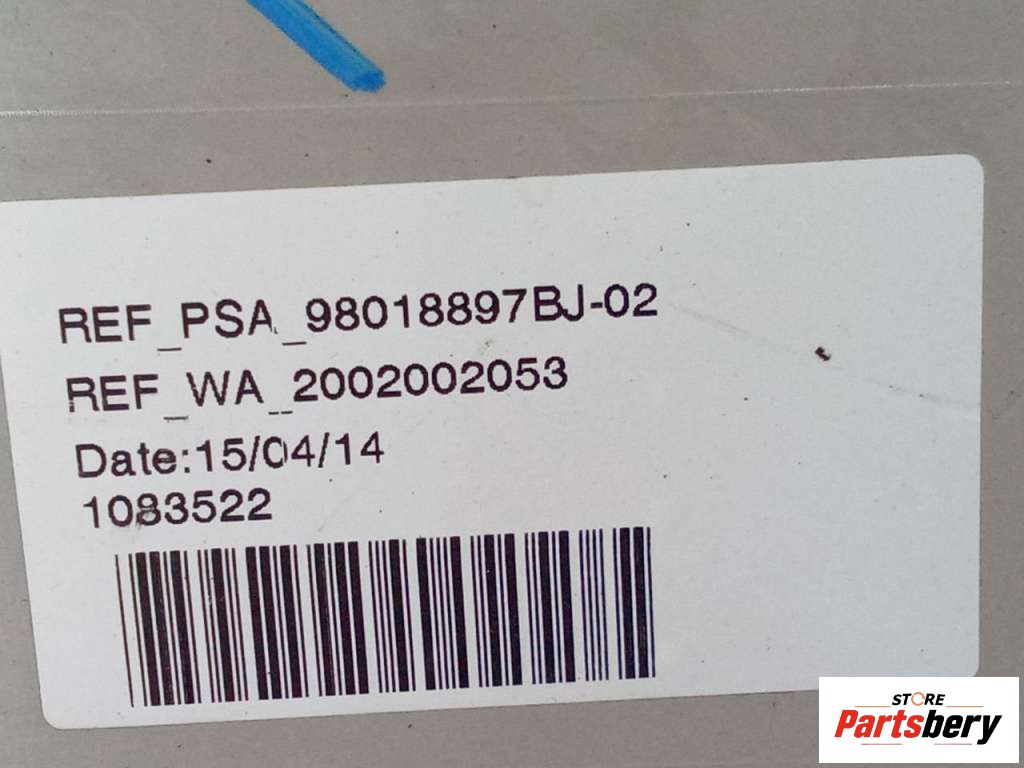 REF_PSA_98018897BJ-02
REF_WA_2002002053
Date:15/04/14
1083522
STORE
Partsbery